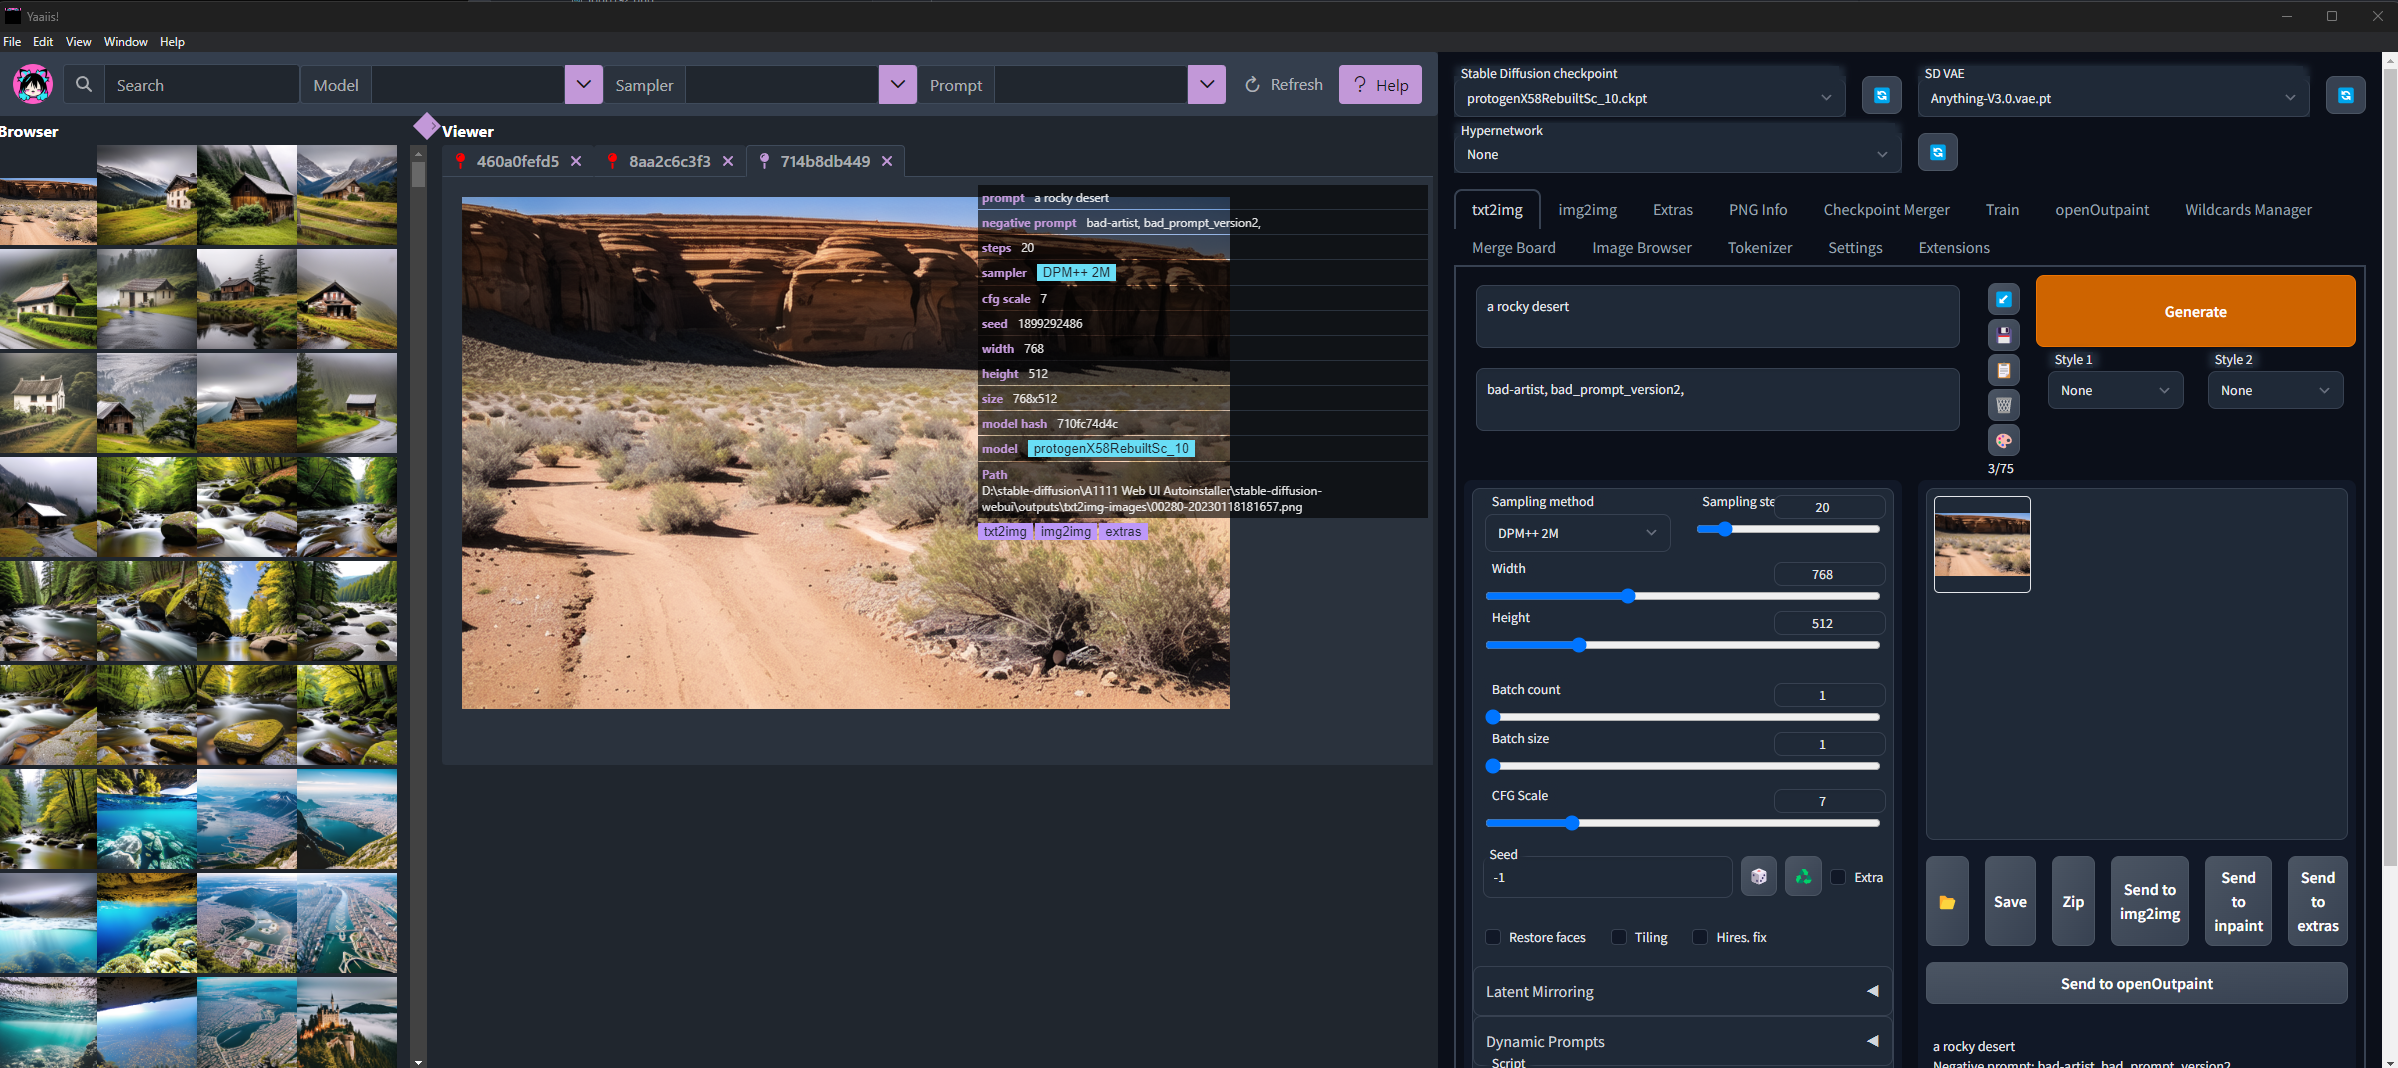 Yaaiis!
File Edit View Window Help
Search Model Sampler Prompt Refresh ? Help
Browser
Viewer
460a0fefd5 8aa2c6c3f3 714b8db449
prompt a rocky desert
negative prompt bad-artist, bad_prompt_version2,
steps 20
sampler DPM++ 2M
cfg scale 7
seed 1899292486
width 768
height 512
size 768x512
model hash 710fc74d4c
model protogenX58RebuiltSc_10
Path
D:\stable-diffusion\A1111 Web UI Autoinstaller\stable-diffusion-
webui\outputs\txt2img-images\00280-20230118181657.png
txt2img img2img extras
Stable Diffusion checkpoint
protogenX58RebuiltSc_10.ckpt
SD VAE
Anything-V3.0.vae.pt
Hypernetwork
None
txt2img img2img Extras PNG Info Checkpoint Merger Train openOutpaint Wildcards Manager
Merge Board Image Browser Tokenizer Settings Extensions
a rocky desert
bad-artist, bad_prompt_version2,
Generate
Style 1 Style 2
None None
3/75
Sampling method
DPM++ 2M
Sampling ste 20
Width 768
Height 512
Batch count 1
Batch size 1
CFG Scale 7
Seed
-1
Extra
Restore faces Tiling Hires. fix
Latent Mirroring
Dynamic Prompts
Script
Save
Zip
Send to
img2img
Send
to
inpaint
Send
to
extras
Send to openOutpaint
a rocky desert
Negative prompt: bad-artist, bad_prompt_version2